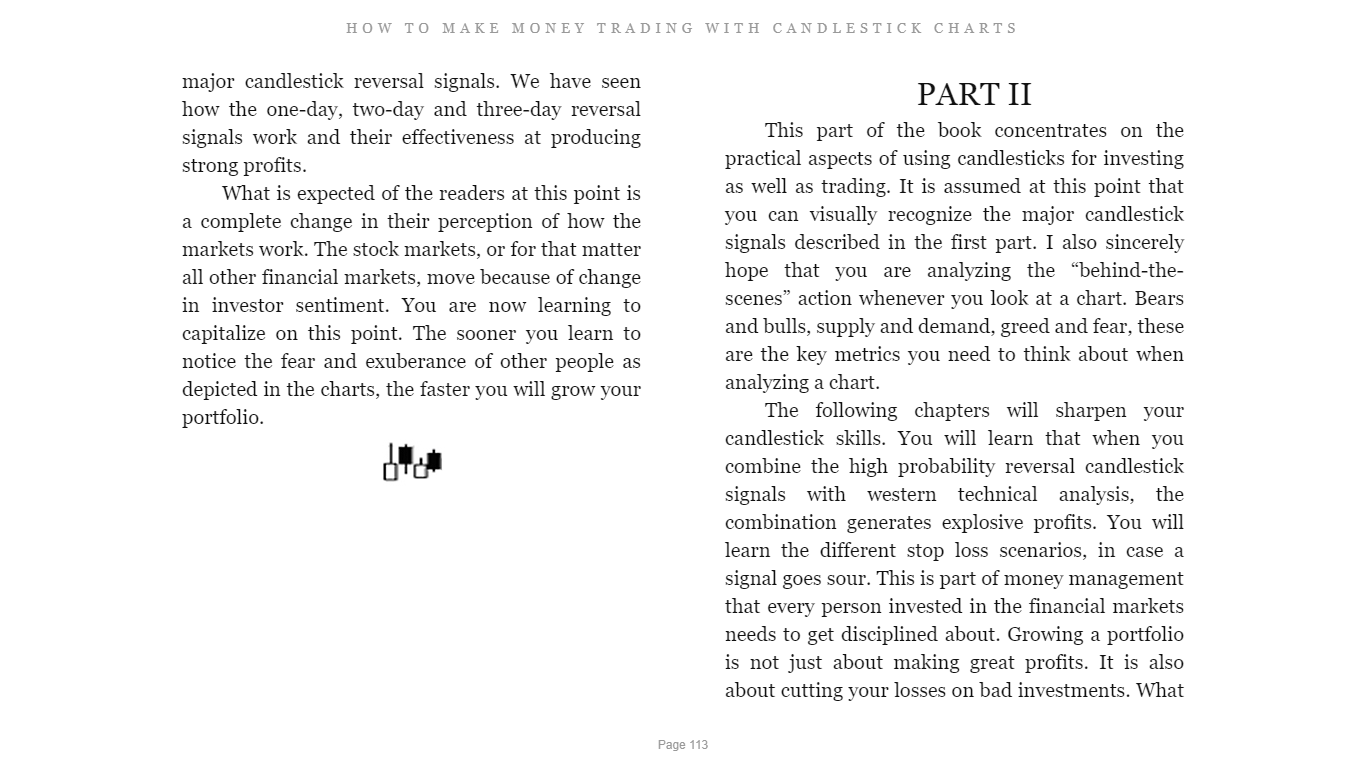 HOW TO MAKE MONEY TRADING WITH CANDLESTICK CHARTS
major candlestick reversal signals. We have seen
how the one-day, two-day and three-day reversal
signals work and their effectiveness at producing
strong profits.
What is expected of the readers at this point is
a complete change in their perception of how the
markets work. The stock markets, or for that matter
all other financial markets, move because of change
in investor sentiment. You are now learning to
capitalize on this point. The sooner you learn to
notice the fear and exuberance of other people as
depicted in the charts, the faster you will grow your
portfolio.
PART II
This part of the book concentrates on the
practical aspects of using candlesticks for investing
as well as trading. It is assumed at this point that
you can visually recognize the major candlestick
signals described in the first part. I also sincerely
hope that you are analyzing the “behind-the-
scenes” action whenever you look at a chart. Bears
and bulls, supply and demand, greed and fear, these
are the key metrics you need to think about when
analyzing a chart.
The following chapters will sharpen your
candlestick skills. You will learn that when you
combine the high probability reversal candlestick
signals with western technical analysis, the
combination generates explosive profits. You will
learn the different stop loss scenarios, in case a
signal goes sour. This is part of money management
that every person invested in the financial markets
needs to get disciplined about. Growing a portfolio
is not just about making great profits. It is also
about cutting your losses on bad investments. What
Page 113